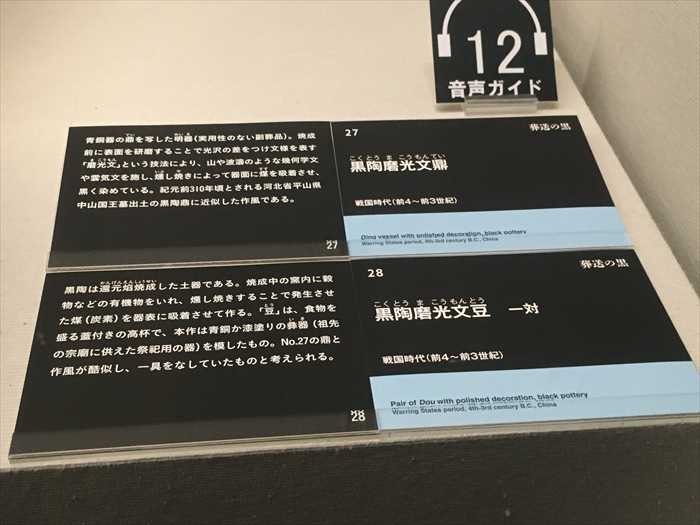 12
音声ガイド
青銅器の鼎を写した明器(実用性のない副葬品)。焼成
前に表面を研磨することで光沢の差をつけ文様を表す
「磨光文」という技法により、山や波濤のような幾何学文
や雲気文を施し、燻し焼きによって器面に煤を吸着させ、
黒く染めている。紀元前310年頃とされる河北省平山県
中山国王墓出土の黒陶鼎に近似した作風である。
27
27
葬送の黒
こくとう ま こうもんてい
黒陶磨光文鼎
戦国時代(前4~前3世紀)
Ding vessel with polished decoration, black pottery
Warring States period, 4th-3rd century B.C., China
黒陶は還元焰焼成した土器である。焼成中の窯内に穀
物などの有機物をいれ、燻し焼きすることで発生させ
た煤(炭素)を器表に吸着させて作る。「豆」は、食物を
盛る蓋付きの高杯で、本作は青銅か漆塗りの彝器(祖先
の宗廟に供えた祭祀用の器)を模したもの。No.27の鼎と
作風が酷似し、一具をなしていたものと考えられる。
28
28
葬送の黒
こくとう ま こうもんとう
黒陶磨光文豆 一対
戦国時代(前4~前3世紀)
Pair of Dou with polished decoration, black pottery
Warring States period, 4th-3rd century B.C., China